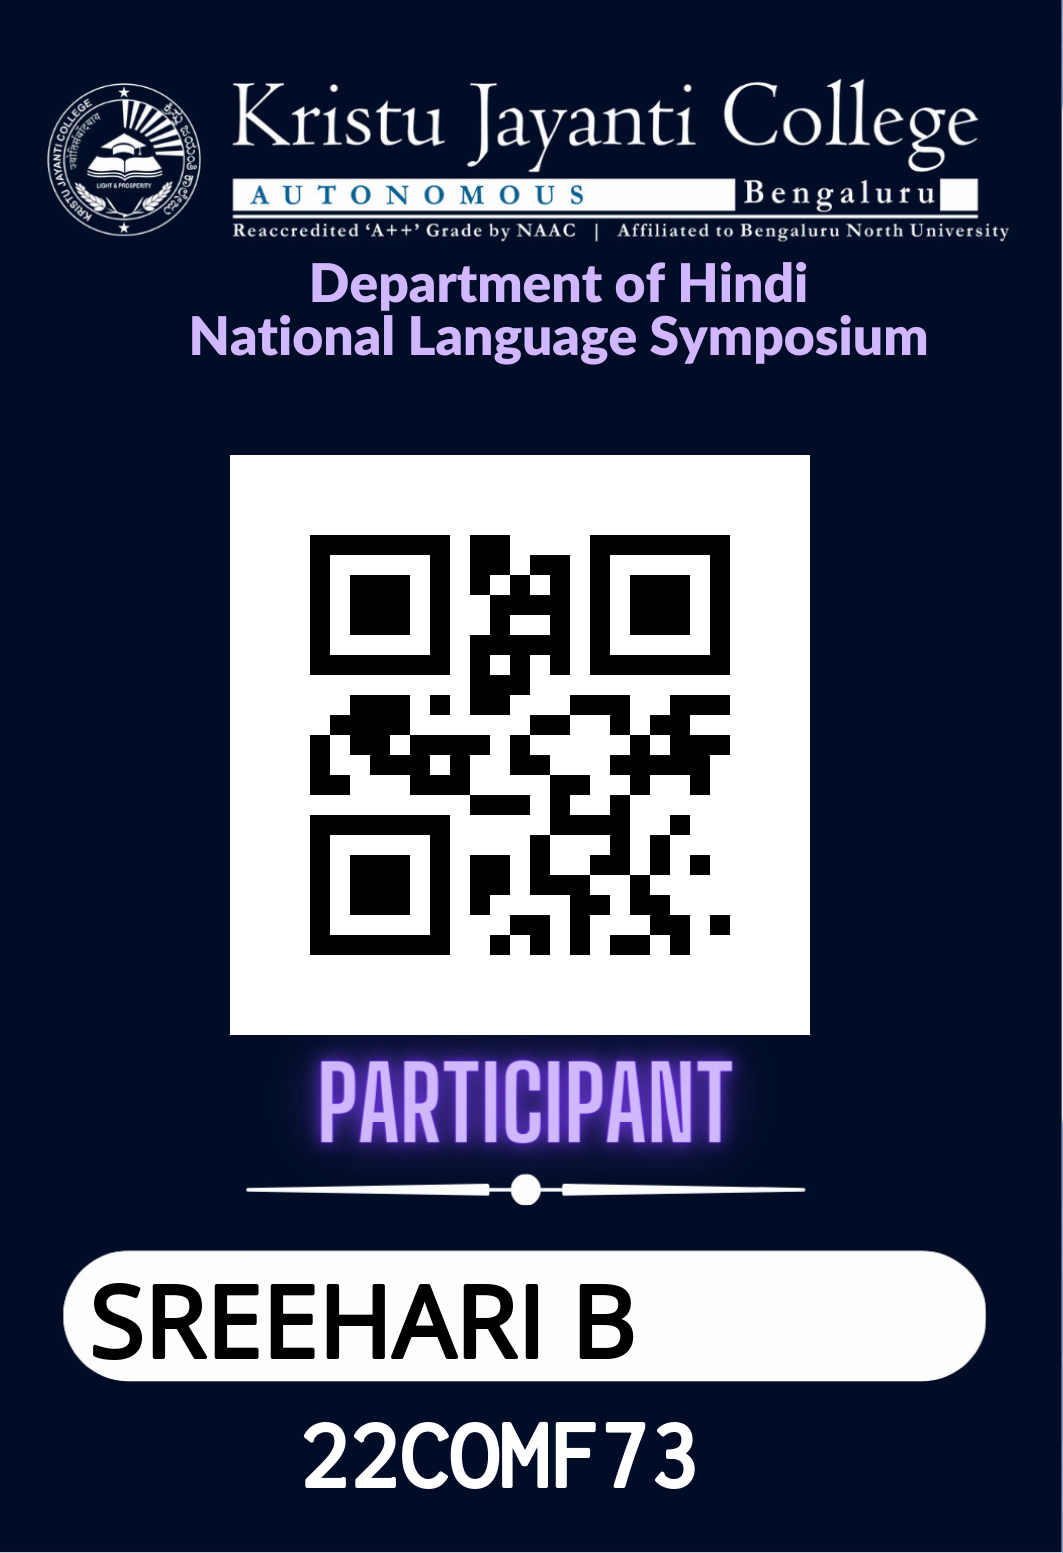 KRISTU JAYANTI COLLEGE
LIGHT & PROSPERITY
Kristu Jayanti College
AUTONOMOUS Bengaluru
Reaccredited ‘A++’ Grade by NAAC | Affiliated to Bengaluru North University
Department of Hindi
National Language Symposium
PARTICIPANT
SREEHARI B
22COMF73